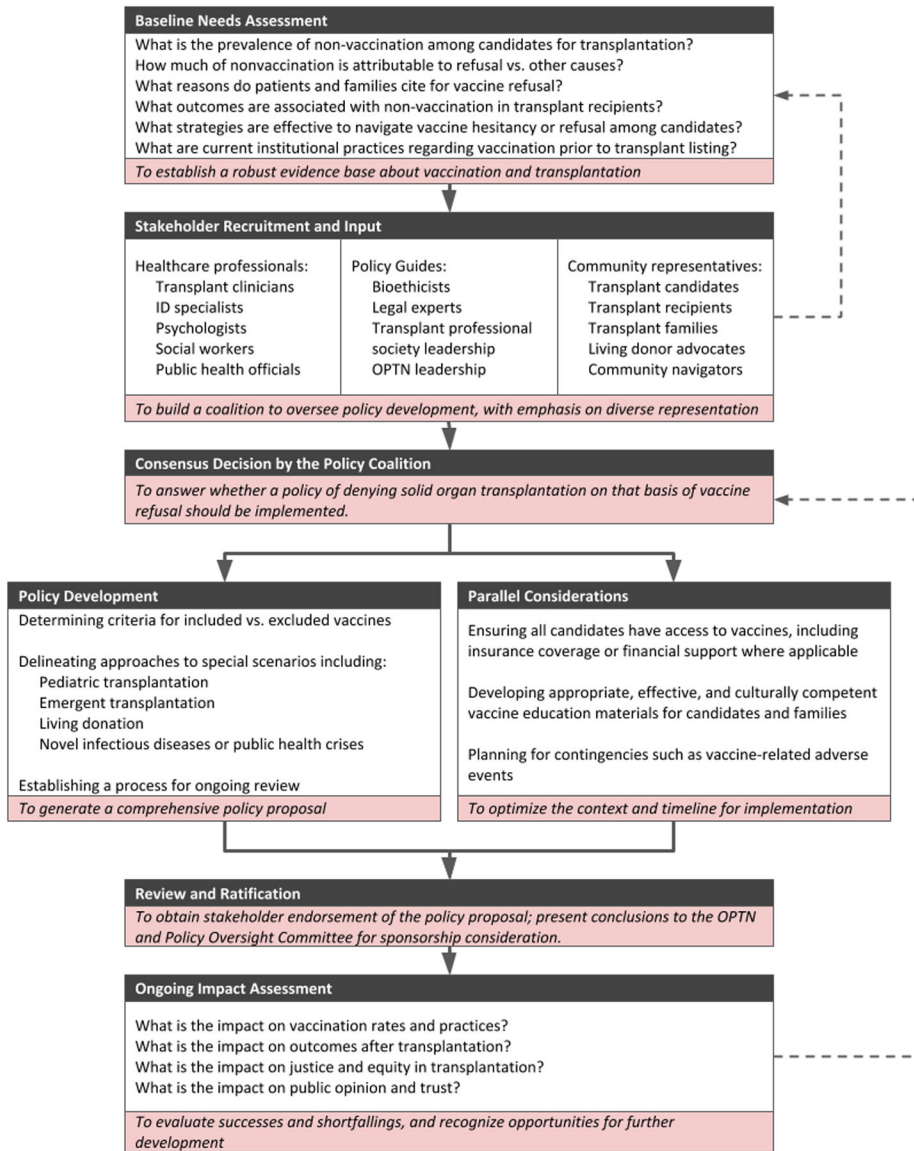 Baseline Needs Assessment
What is the prevalence of non-vaccination among candidates for transplantation?
How much of nonvaccination is attributable to refusal vs. other causes?
What reasons do patients and families cite for vaccine refusal?
What outcomes are associated with non-vaccination in transplant recipients?
What strategies are effective to navigate vaccine hesitancy or refusal among candidates?
What are current institutional practices regarding vaccination prior to transplant listing?
To establish a robust evidence base about vaccination and transplantation
Stakeholder Recruitment and Input
Healthcare professionals:
Transplant clinicians
ID specialists
Psychologists
Social workers
Public health officials
Policy Guides:
Bioethicists
Legal experts
Transplant professional
society leadership
OPTN leadership
Community representatives:
Transplant candidates
Transplant recipients
Transplant families
Living donor advocates
Community navigators
To build a coalition to oversee policy development, with emphasis on diverse representation
Consensus Decision by the Policy Coalition
To answer whether a policy of denying solid organ transplantation on that basis of vaccine
refusal should be implemented.
Policy Development
Determining criteria for included vs. excluded vaccines
Delineating approaches to special scenarios including:
Pediatric transplantation
Emergent transplantation
Living donation
Novel infectious diseases or public health crises
Establishing a process for ongoing review
To generate a comprehensive policy proposal
Parallel Considerations
Ensuring all candidates have access to vaccines, including
insurance coverage or financial support where applicable
Developing appropriate, effective, and culturally competent
vaccine education materials for candidates and families
Planning for contingencies such as vaccine-related adverse
events
To optimize the context and timeline for implementation
Review and Ratification
To obtain stakeholder endorsement of the policy proposal; present conclusions to the OPTN
and Policy Oversight Committee for sponsorship consideration.
Ongoing Impact Assessment
What is the impact on vaccination rates and practices?
What is the impact on outcomes after transplantation?
What is the impact on justice and equity in transplantation?
What is the impact on public opinion and trust?
To evaluate successes and shortfallings, and recognize opportunities for further
development